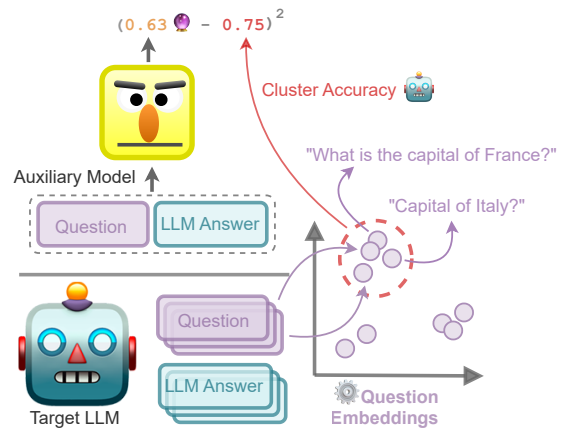 (0.63 - 0.75)²
Cluster Accuracy
"What is the capital of France?"
Auxiliary Model
"Capital of Italy?"
Question
LLM Answer
Question
LLM Answer
Target LLM
Question
Embeddings